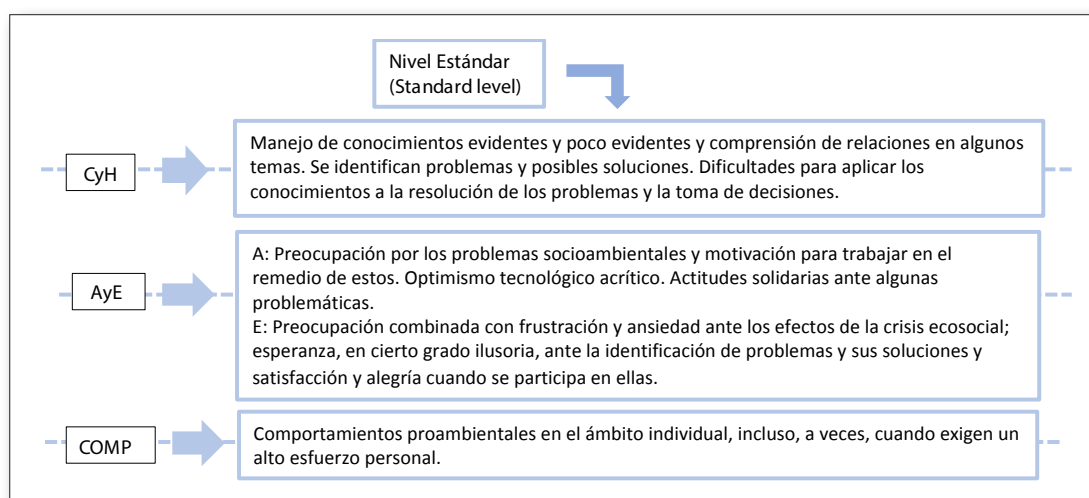 Nivel Estándar
(Standard level)
CyH
Manejo de conocimientos evidentes y poco evidentes y comprensión de relaciones en algunos
temas. Se identifican problemas y posibles soluciones. Dificultades para aplicar los
conocimientos a la resolución de los problemas y la toma de decisiones.
AyE
A: Preocupación por los problemas socioambientales y motivación para trabajar en el
remedio de estos. Optimismo tecnológico acrítico. Actitudes solidarias ante algunas
problemáticas.
E: Preocupación combinada con frustración y ansiedad ante los efectos de la crisis ecosocial;
esperanza, en cierto grado ilusoria, ante la identificación de problemas y sus soluciones y
satisfacción y alegría cuando se participa en ellas.
COMP
Comportamientos proambientales en el ámbito individual, incluso, a veces, cuando exigen un
alto esfuerzo personal.